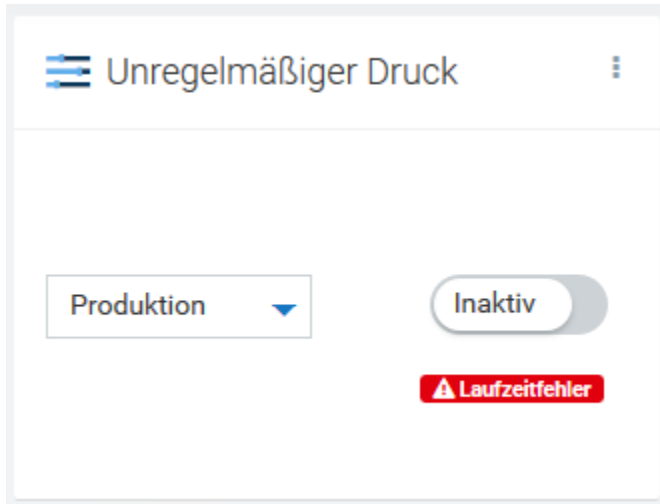 Unregelmäßiger Druck
Produktion
Inaktiv
Laufzeitfehler